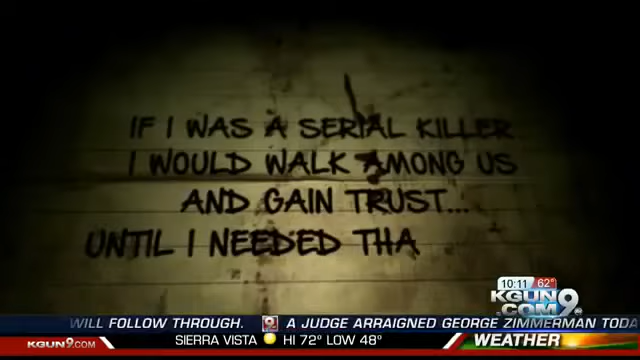 IF I WAS A SERIAL KILLER
I WOULD WALK AMONG US
AND GAIN TRUST...
UNTIL I NEEDED THA
10:11 62°
KGUN9
.COM
WILL FOLLOW THROUGH. 9 A JUDGE ARRAIGNED GEORGE ZIMMERMAN TODA
KGUN9.COM SIERRA VISTA HI 72° LOW 48° WEATHER